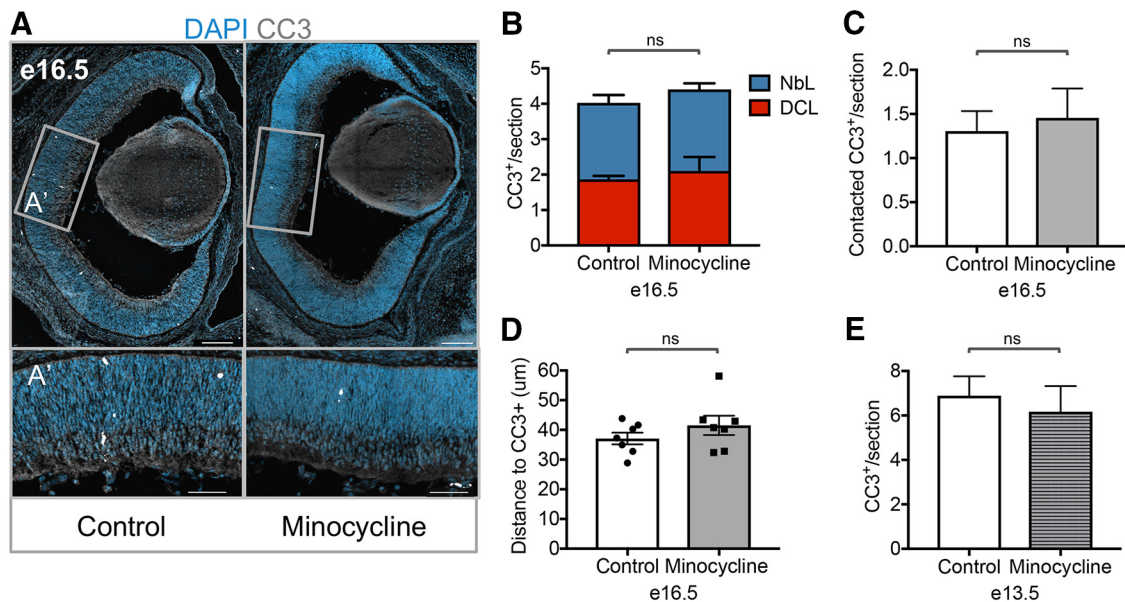 A
DAPI CC3
e16.5
A'
A'
Control Minocycline
B
ns
CC3+/section
5
4
3
2
1
0
NbL
DCL
Control Minocycline
e16.5
C
ns
Contacted CC3+/section
2.0
1.5
1.0
0.5
0.0
Control Minocycline
e16.5
D
ns
Distance to CC3+ (um)
60
50
40
30
20
10
0
Control Minocycline
e16.5
E
ns
CC3+/section
8
6
4
2
0
Control Minocycline
e13.5